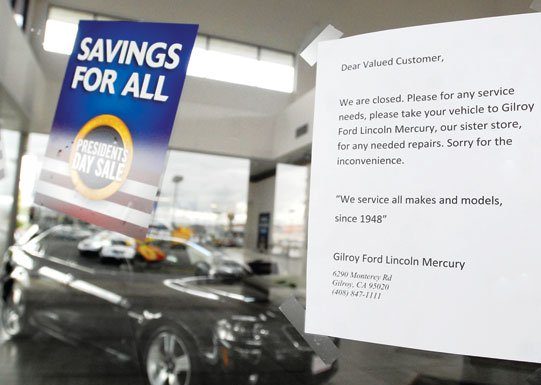 SAVINGS
FOR ALL
PRESIDENTS
DAY SALE
Dear Valued Customer,
We are closed. Please for any service
needs, please take your vehicle to Gilroy
Ford Lincoln Mercury, our sister store,
for any needed repairs. Sorry for the
inconvenience.
"We service all makes and models,
since 1948"
Gilroy Ford Lincoln Mercury
6290 Monterey Rd
Gilroy, CA 95020
(408) 847-1111